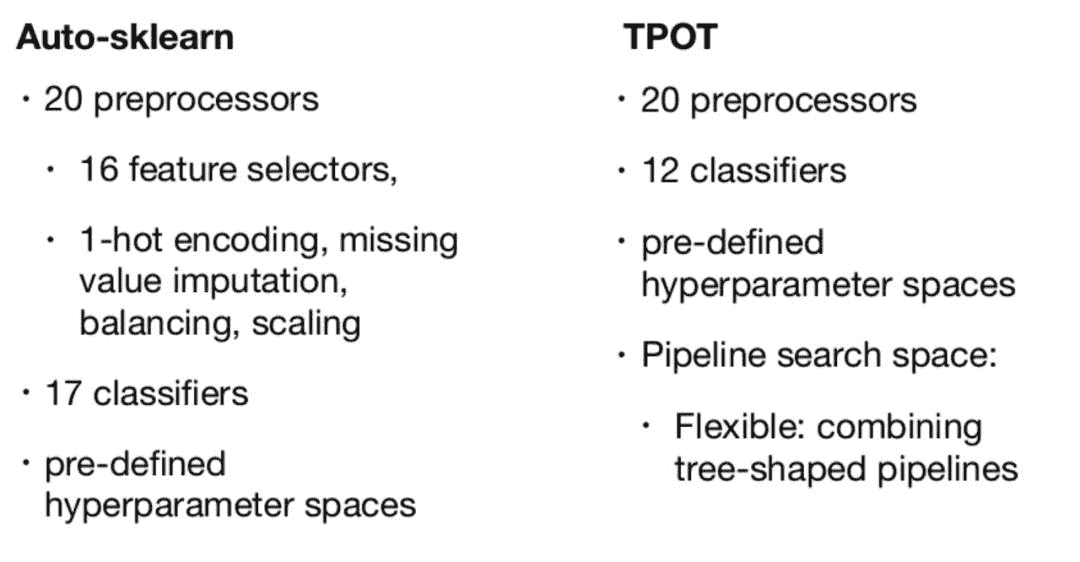 Auto-sklearn
· 20 preprocessors
· 16 feature selectors,
· 1-hot encoding, missing
value imputation,
balancing, scaling
· 17 classifiers
· pre-defined
hyperparameter spaces
TPOT
· 20 preprocessors
· 12 classifiers
· pre-defined
hyperparameter spaces
· Pipeline search space:
· Flexible: combining
tree-shaped pipelines